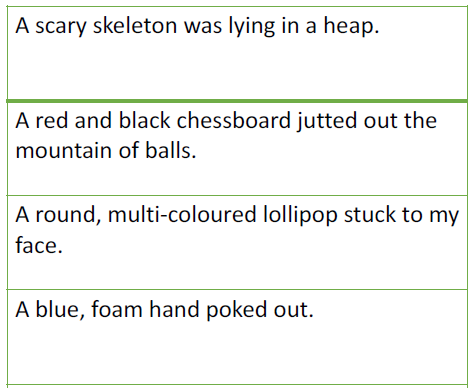 A scary skeleton was lying in a heap.
A red and black chessboard jutted out the
mountain of balls.
A round, multi-coloured lollipop stuck to my
face.
A blue, foam hand poked out.